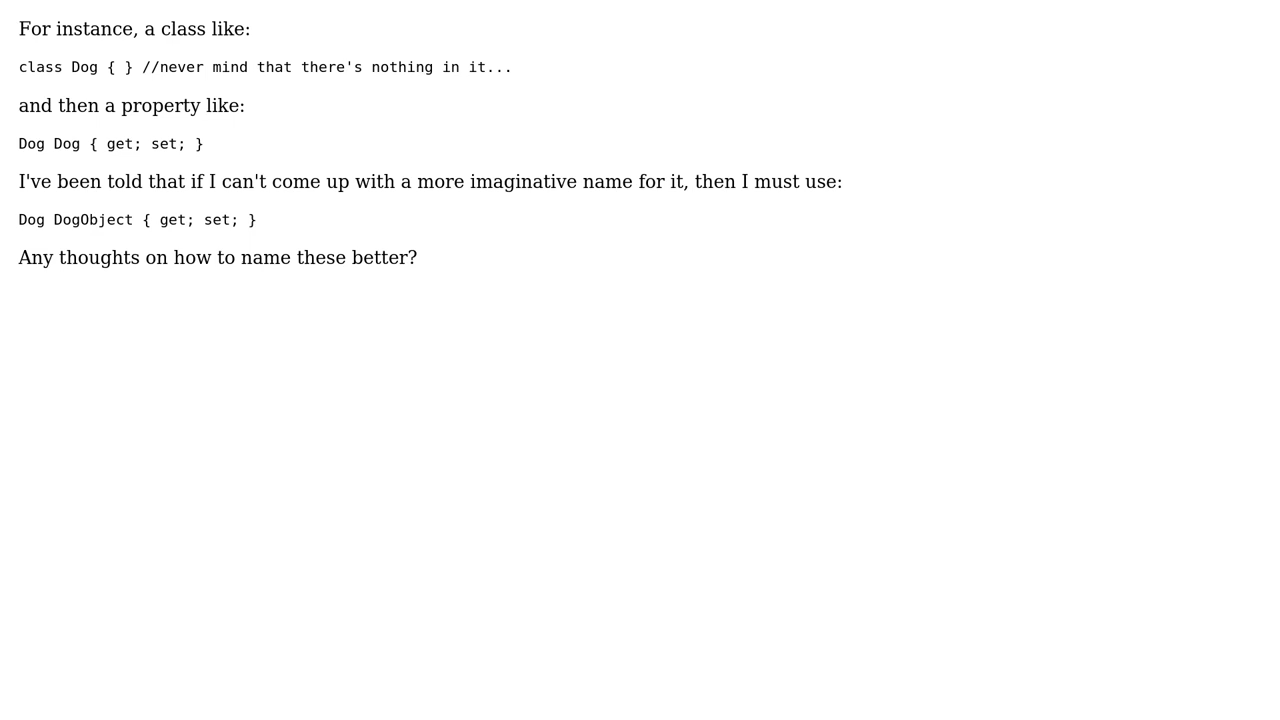 For instance, a class like:
class Dog { } //never mind that there's nothing in it...
and then a property like:
Dog Dog { get; set; }
I've been told that if I can't come up with a more imaginative name for it, then I must use:
Dog DogObject { get; set; }
Any thoughts on how to name these better?